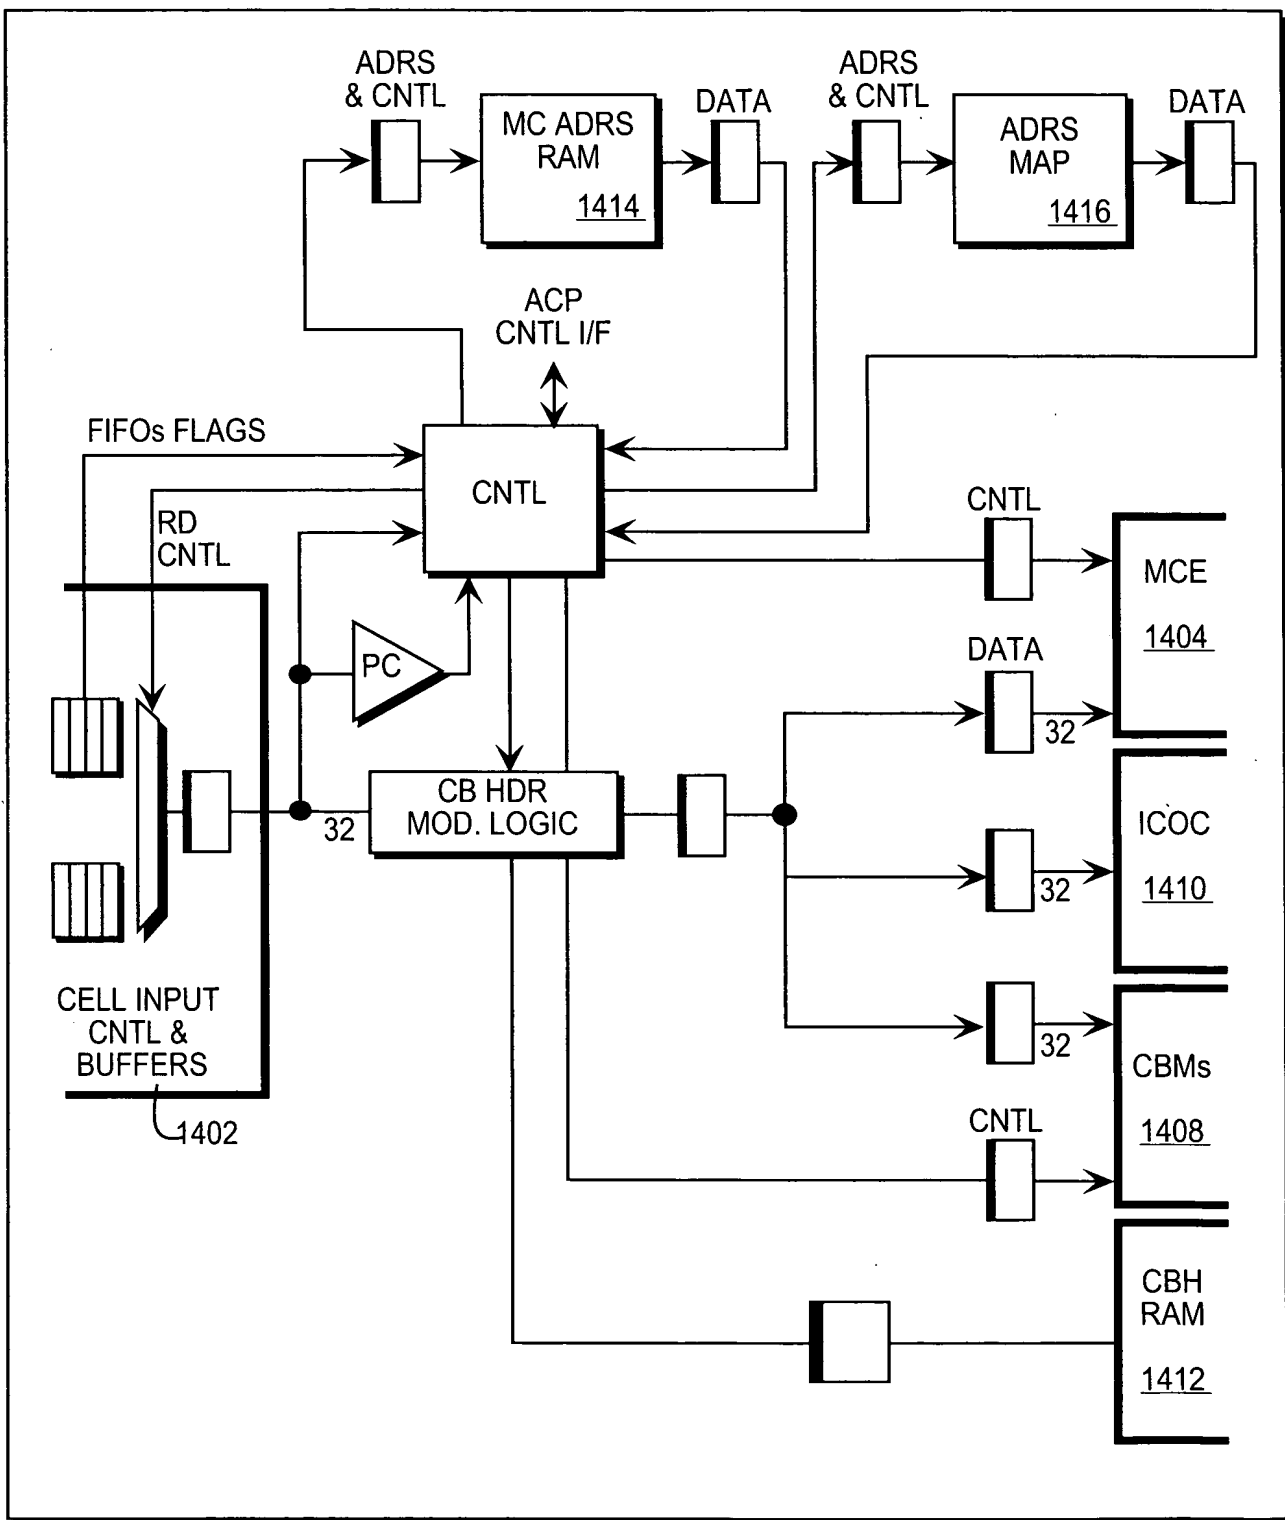 ADRS
& CNTL
MC ADRS
RAM
1414
DATA
ADRS
& CNTL
ADRS
MAP
1416
DATA
ACP
CNTL I/F
FIFOs FLAGS
CNTL
RD
CNTL
PC
CNTL
MCE
1404
DATA
32
32
CB HDR
MOD. LOGIC
ICOC
1410
32
CELL INPUT
CNTL &
BUFFERS
1402
32
CBMs
1408
CNTL
CBH
RAM
1412